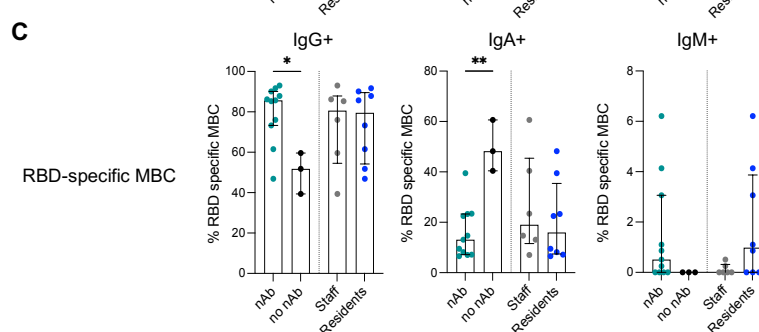 C
IgG+
IgA+
IgM+
*
**
RBD-specific MBC
% RBD specific MBC
100
80
60
40
20
0
nAb
no nAb
Staff
Residents
% RBD specific MBC
80
60
40
20
0
nAb
no nAb
Staff
Residents
% RBD specific MBC
8
6
4
2
0
nAb
no nAb
Staff
Residents